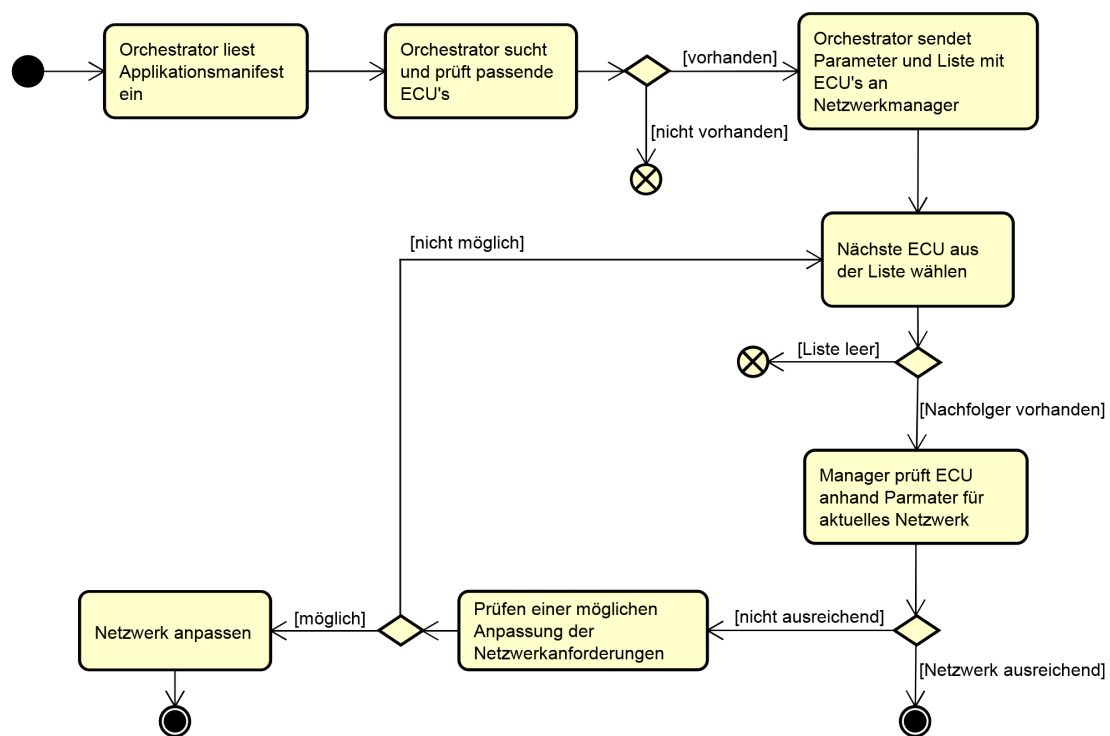 Orchestrator liest
Applikationsmanifest
ein
Orchestrator sucht
und prüft passende
ECU's
[vorhanden]
Orchestrator sendet
Parameter und Liste mit
ECU's an
Netzwerkmanager
[nicht vorhanden]
[nicht möglich]
Nächste ECU aus
der Liste wählen
[Liste leer]
[Nachfolger vorhanden]
Manager prüft ECU
anhand Parmater für
aktuelles Netzwerk
[nicht ausreichend]
Prüfen einer möglichen
Anpassung der
Netzwerkanforderungen
[möglich]
Netzwerk anpassen
[Netzwerk ausreichend]